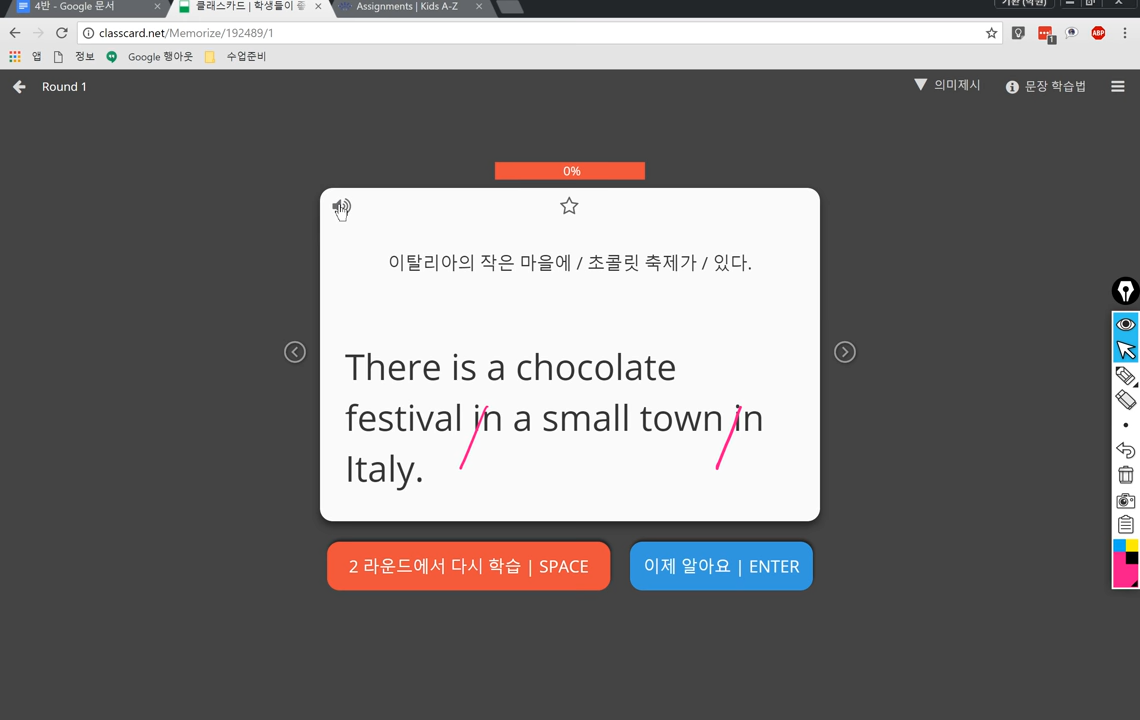 4반 - Google 문서
클래스카드 | 학생들이 좋
Assignments | Kids A-Z
classcard.net/Memorize/192489/1
1
ABP
앱
정보
Google 행아웃
수업준비
Round 1
의미제시
문장 학습법
0%
이탈리아의 작은 마을에 / 초콜릿 축제가 / 있다.
There is a chocolate
festival in a small town in
Italy.
2 라운드에서 다시 학습 | SPACE
이제 알아요 | ENTER